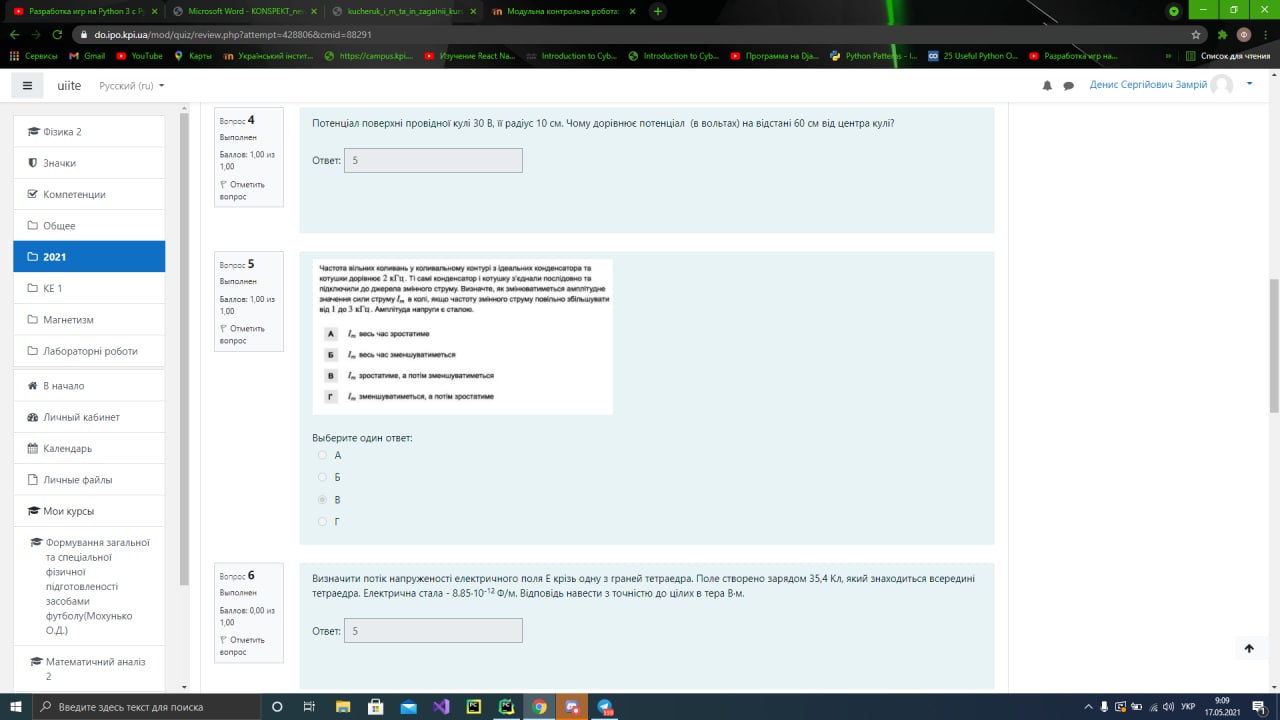 Разработка игр на Python 3 с Py
Microsoft Word - KONSPEKT_ne
kucheruk_i_m_ta_in_zagalnii_kurs
Модульна контрольна робота:
do.ipo.kpi.ua/mod/quiz/review.php?attempt=428806&cmid=88291
Сервисы
Gmail
YouTube
Карты
Український інстит...
https://campus.kpi....
Изучение React Na...
Introduction to Cyb...
Introduction to Cyb...
Программа на Dja...
Python Patterns - I...
25 Useful Python O...
Разработка игр на...
»
Список для чтения
uiite
Русский (ru)
Денис Сергійович Замрій
Фізика 2
Значки
Компетенции
Общее
2021
КЕ 1
Магнетизм
Лабораторні роботи
В начало
Личный кабинет
Календарь
Личные файлы
Мои курсы
Формування загальної
та спеціальної
фізичної
підготовленості
засобами
футболу(Мохунько
О.Д.)
Математичний аналіз
2
Вопрос 4
Выполнен
Баллов: 1,00 из
1,00
Отметить
вопрос
Потенціал поверхні провідної кулі 30 В, її радіус 10 см. Чому дорівнює потенціал (в вольтах) на відстані 60 см від центра кулі?
Ответ: 5
Вопрос 5
Выполнен
Баллов: 1,00 из
1,00
Отметить
вопрос
Частота вільних коливань у коливальному контурі з ідеальних конденсатора та
котушки дорівнює 2 кГц. Ті самі конденсатор і котушку з'єднали послідовно та
підключили до джерела змінного струму. Визначте, як змінюватиметься амплітудне
значення сили струму Im в колі, якщо частоту змінного струму повільно збільшувати
від 1 до 3 кГц. Амплітуда напруги є сталою.
А Im весь час зростатиме
Б Im весь час зменшуватиметься
В Im зростатиме, а потім зменшуватиметься
Г Im зменшуватиметься, а потім зростатиме
Выберите один ответ:
А
Б
В
Г
Вопрос 6
Выполнен
Баллов: 0,00 из
1,00
Отметить
вопрос
Визначити потік напруженості електричного поля Е крізь одну з граней тетраедра. Поле створено зарядом 35,4 Кл, який знаходиться всередині
тетраедра. Електрична стала - 8.85·10⁻¹² Ф/м. Відповідь навести з точністю до цілих в тера В·м.
Ответ: 5
Введите здесь текст для поиска
УКР
9:09
17.05.2021